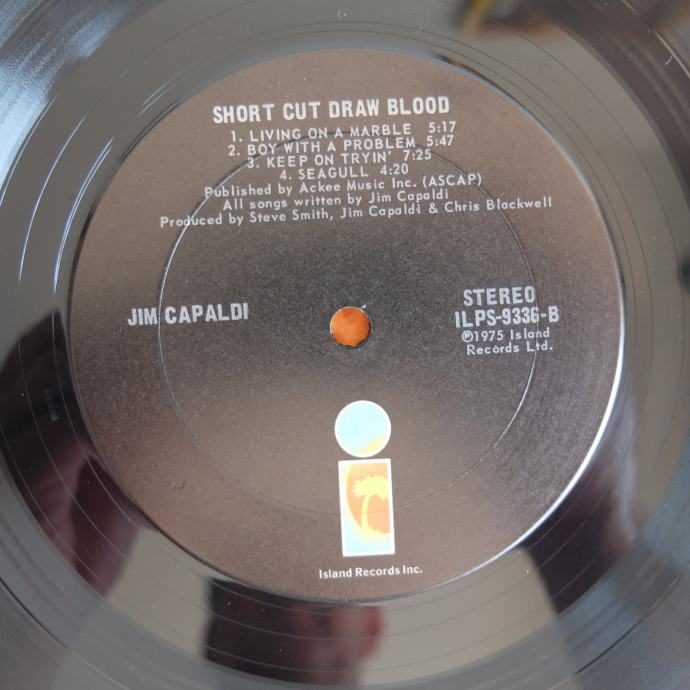 SHORT CUT DRAW BLOOD
1. LIVING ON A MARBLE 5:17
2. BOY WITH A PROBLEM 5:47
3. KEEP ON TRYIN' 7:25
4. SEAGULL 4:20
Published by Ackee Music Inc. (ASCAP)
All songs written by Jim Capaldi
Produced by Steve Smith, Jim Capaldi & Chris Blackwell
JIM CAPALDI
STEREO
ILPS-9336-B
℗1975 Island
Records Ltd.
Island Records Inc.